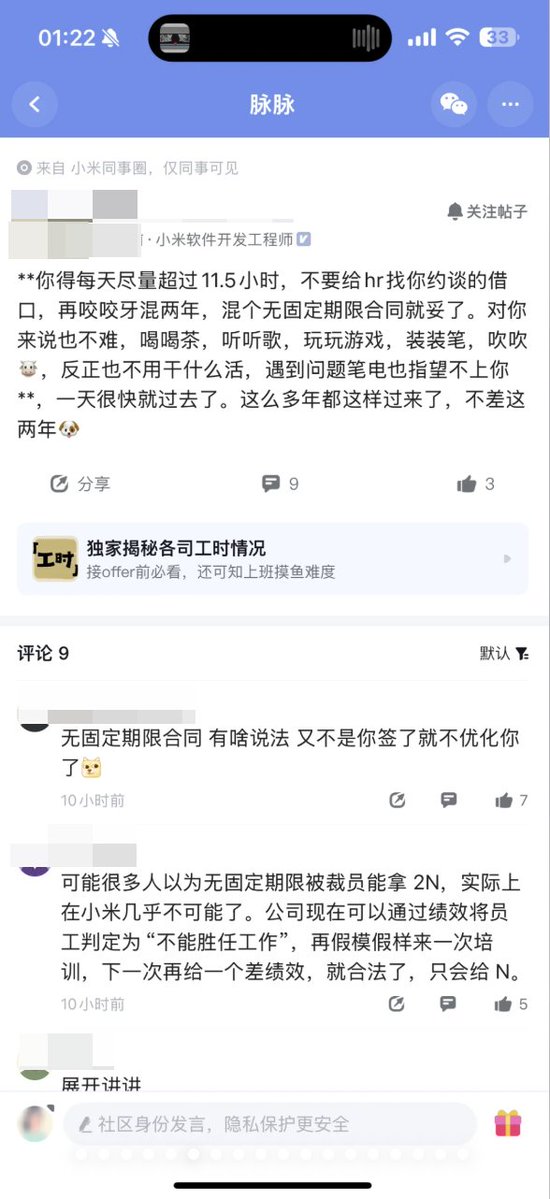 01:22
33
脉脉
来自 小米同事圈，仅同事可见
关注帖子
· 小米软件开发工程师
**你得每天尽量超过11.5小时，不要给hr找你约谈的借
口，再咬咬牙混两年，混个无固定期限合同就妥了。对你
来说也不难，喝喝茶，听听歌，玩玩游戏，装装笔，吹吹
🐮，反正也不用干什么活，遇到问题笔电也指望不上你
**，一天很快就过去了。这么多年都这样过来了，不差这
两年🐶
分享
9
3
「工时」
独家揭秘各司工时情况
接offer前必看，还可知上班摸鱼难度
评论 9
默认
无固定期限合同 有啥说法 又不是你签了就不优化你
了
10小时前
7
可能很多人以为无固定期限被裁员能拿 2N，实际上
在小米几乎不可能了。公司现在可以通过绩效将员
工判定为 “不能胜任工作”，再假模假样来一次培
训，下一次再给一个差绩效，就合法了，只会给 N。
10小时前
5
展开讲讲
社区身份发言，隐私保护更安全